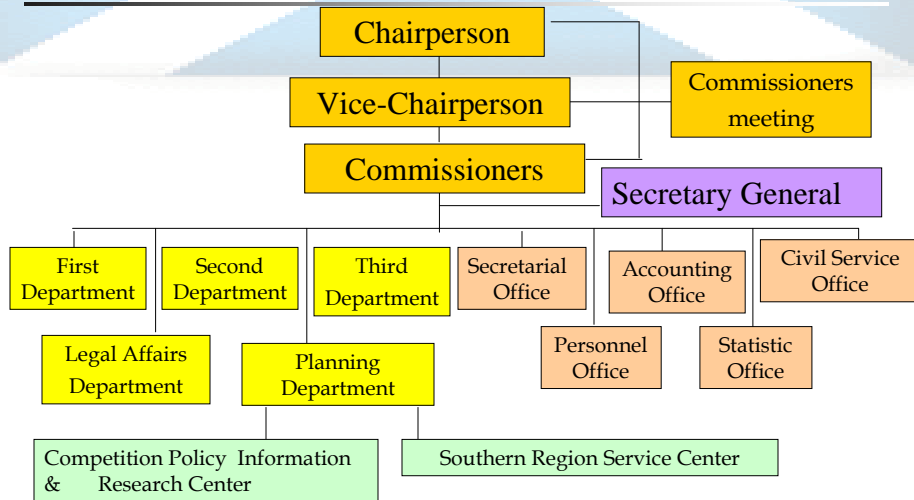 Chairperson
Vice-Chairperson
Commissioners
meeting
Commissioners
Secretary General
First
Department
Second
Department
Third
Department
Secretarial
Office
Accounting
Office
Civil Service
Office
Legal Affairs
Department
Planning
Department
Personnel
Office
Statistic
Office
Competition Policy Information
& Research Center
Southern Region Service Center